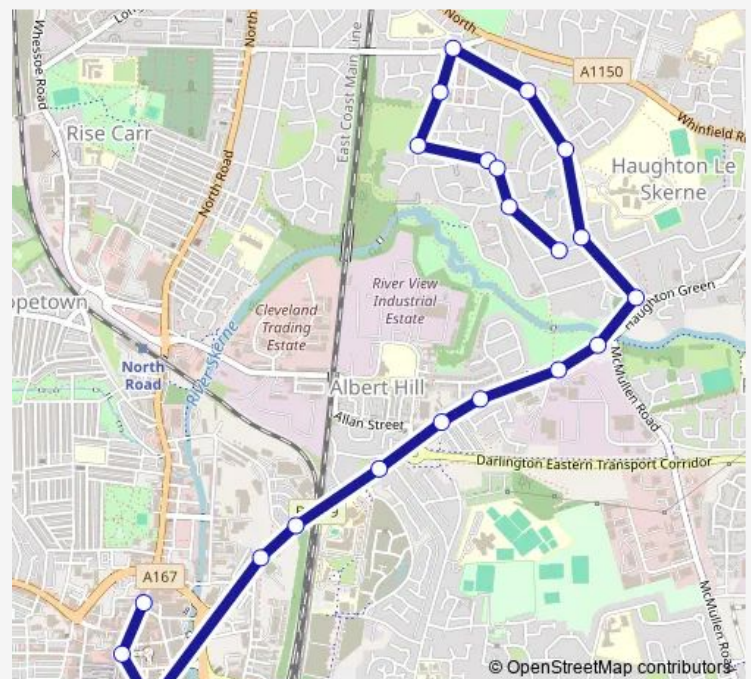 North
Whessoe Road
North
East Coast Main Line
A1150
Whinfield R
Rise Carr
North Road
Haughton Le
Skerne
River View
Industrial
Estate
Cleveland
Trading
Estate
opetown
Haughton Green
North
Road
River Skerne
McMullen Road
Albert Hill
Allan Street
Darlington Eastern Transport Corridor
A167
McMullen Road
© OpenStreetMap contributors